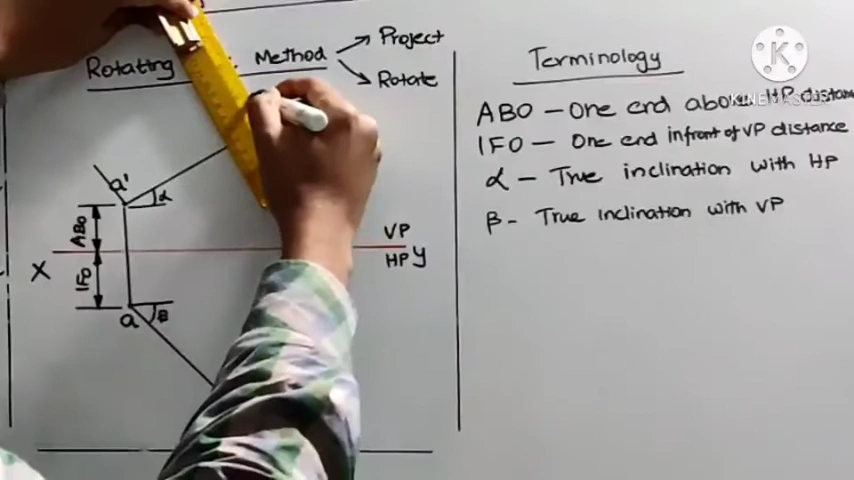 Rotating Method
Project
Rotate
Terminology
ABO - One end above HP distance
IFO - One end infront of VP distance
α - True inclination with HP
β - True Inclination with VP
a'
α
ABO
IFO
VP
HP
X
Y
a
β
KINEMASTER